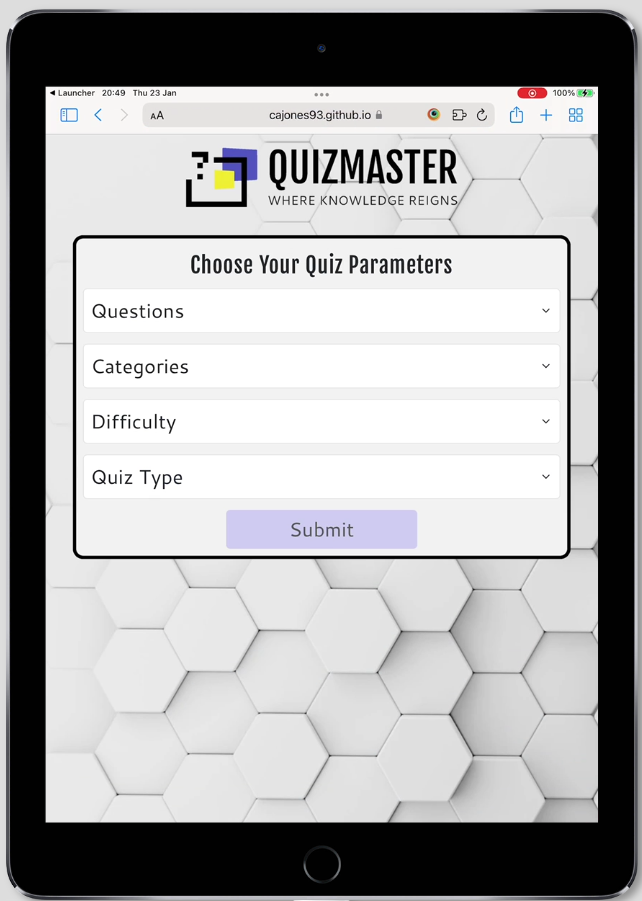 Launcher 20:49 Thu 23 Jan
100%
AA
cajones93.github.io
?
QUIZMASTER
WHERE KNOWLEDGE REIGNS
Choose Your Quiz Parameters
Questions
Categories
Difficulty
Quiz Type
Submit